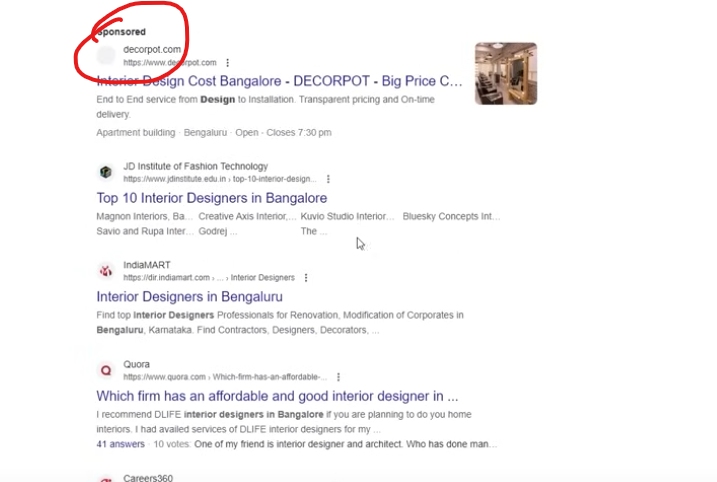 Sponsored
decorpot.com
https://www.decorpot.com
Interior Design Cost Bangalore - DECORPOT - Big Price C...
End to End service from Design to Installation. Transparent pricing and On-time
delivery.
Apartment building · Bengaluru · Open · Closes 7:30 pm
JD Institute of Fashion Technology
https://www.jdinstitute.edu.in › top-10-interior-design...
Top 10 Interior Designers in Bangalore
Magnon Interiors, Ba... Creative Axis Interior,... Kuvio Studio Interior... Bluesky Concepts Int...
Savio and Rupa Inter... Godrej ... The ...
IndiaMART
https://dir.indiamart.com › ... › Interior Designers
Interior Designers in Bengaluru
Find top Interior Designers Professionals for Renovation, Modification of Corporates in
Bengaluru, Karnataka. Find Contractors, Designers, Decorators, ...
Quora
https://www.quora.com › Which-firm-has-an-affordable-...
Which firm has an affordable and good interior designer in ...
I recommend DLIFE interior designers in Bangalore if you are planning to do you home
interiors. I had availed services of DLIFE interior designers for my ...
41 answers · 10 votes: One of my friend is interior designer and architect. Who has done man...
Careers360